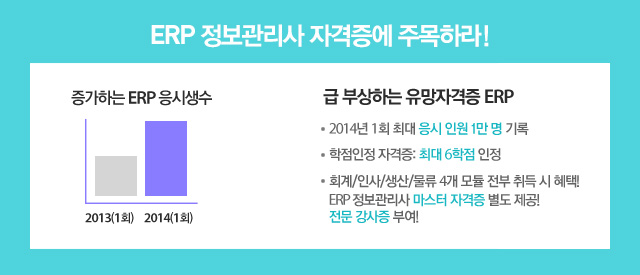 ERP 정보관리사 자격증에 주목하라!
증가하는 ERP 응시생수
2013(1회) 2014(1회)
급 부상하는 유망자격증 ERP
• 2014년 1회 최대 응시 인원 1만 명 기록
• 학점인정 자격증: 최대 6학점 인정
• 회계/인사/생산/물류 4개 모듈 전부 취득 시 혜택!
ERP 정보관리사 마스터 자격증 별도 제공!
전문 강사증 부여!